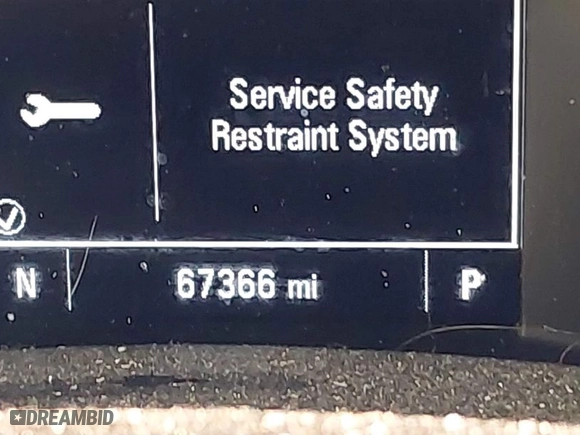 Service Safety
Restraint System
N 67366 mi P
DREAMBID